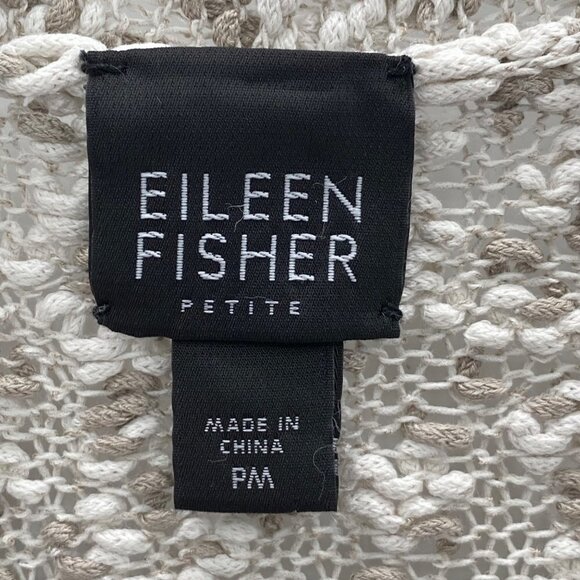 EILEEN
FISHER
PETITE
MADE IN
CHINA
PM